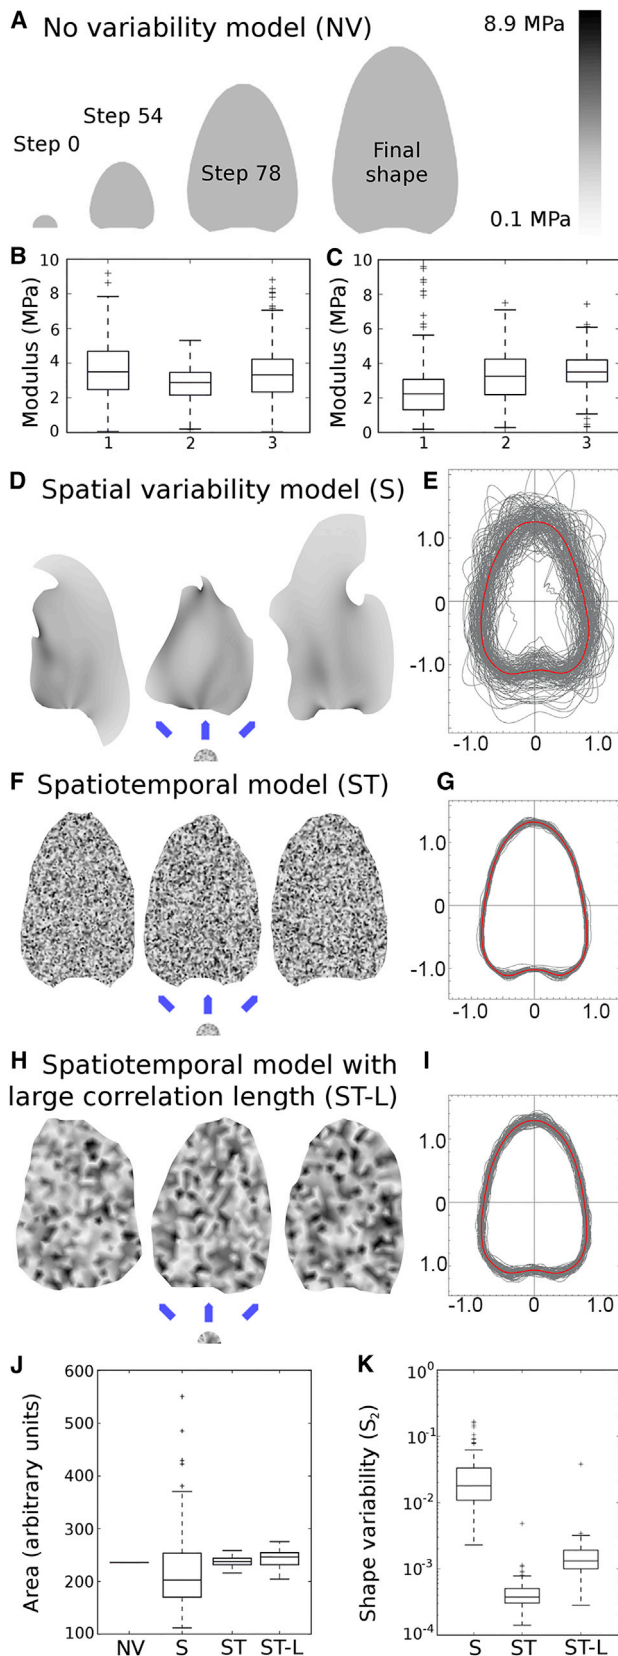 A No variability model (NV)
8.9 MPa
Step 54
Step 0
Step 78
Final
shape
0.1 MPa
B
Modulus (MPa)
10
8
6
4
2
0
1 2 3
C
Modulus (MPa)
10
8
6
4
2
0
1 2 3
D Spatial variability model (S)
E
1.0
0
-1.0
-1.0 0 1.0
F Spatiotemporal model (ST)
G
1.0
0
-1.0
-1.0 0 1.0
H Spatiotemporal model with
large correlation length (ST-L)
I
1.0
0
1.0
-1.0 0 1.0
J
Area (arbitrary units)
600
500
400
300
200
100
NV S ST ST-L
K
Shape variability (S₂)
10⁰
10⁻¹
10⁻²
10⁻³
10⁻⁴
S ST ST-L